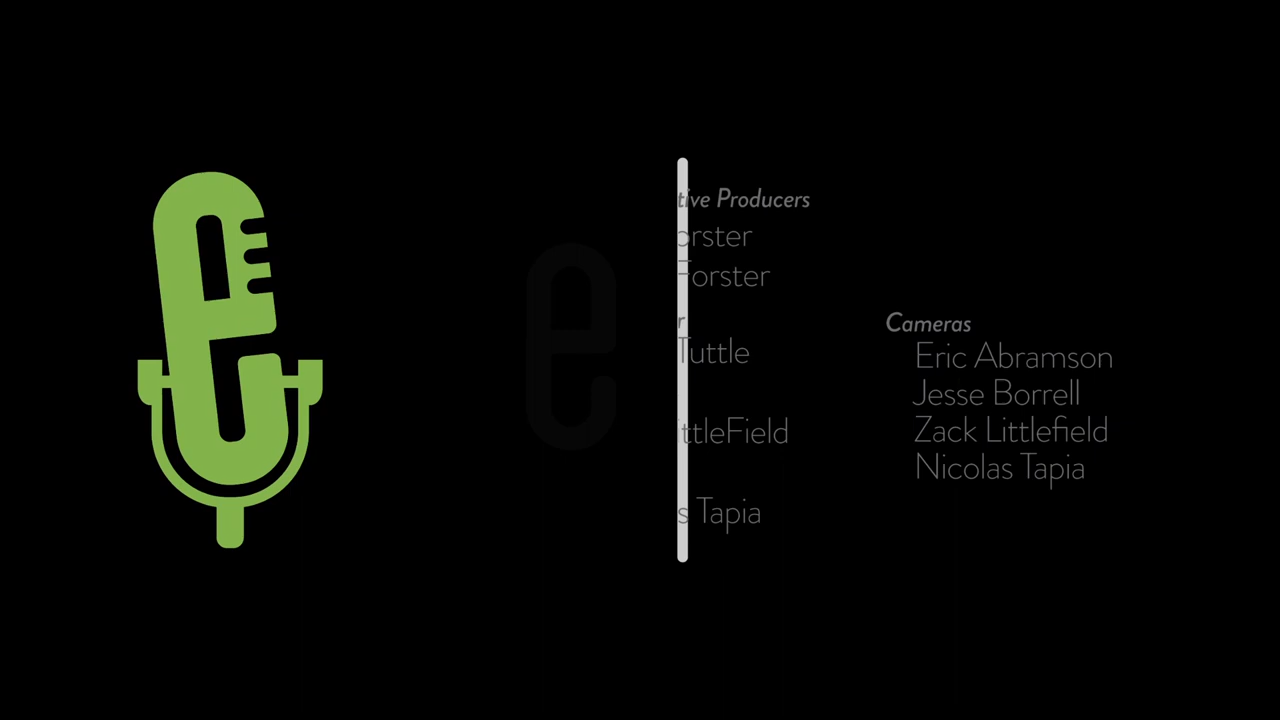 e
e
tive Producers
orster
Forster
r
Tuttle
ttleField
s Tapia
Cameras
Eric Abramson
Jesse Borrell
Zack Littlefield
Nicolas Tapia